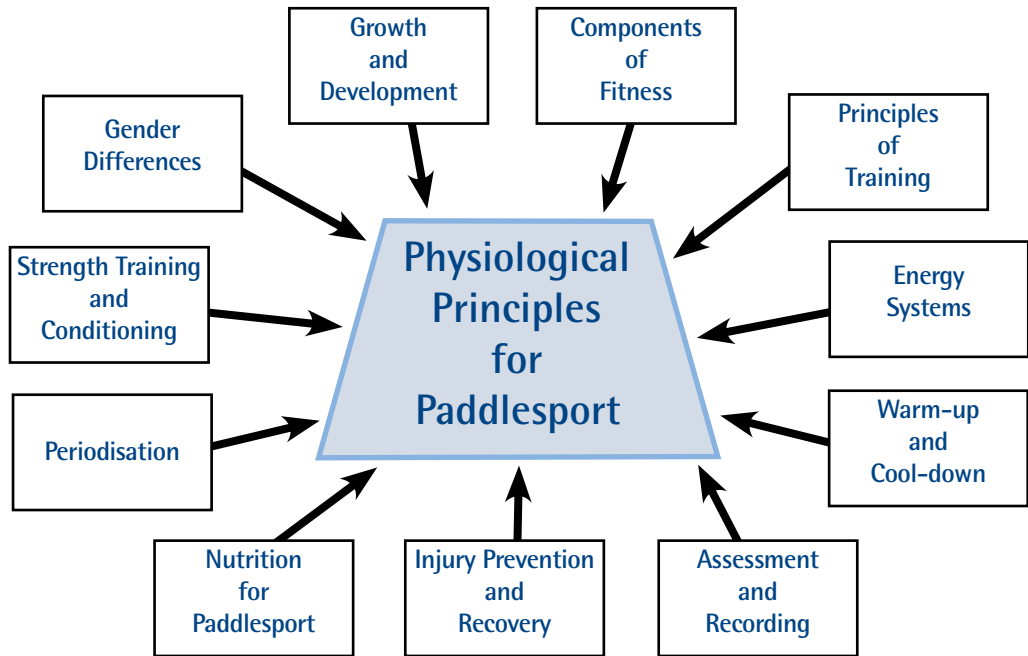 Growth
and
Development
Components
of
Fitness
Gender
Differences
Principles
of
Training
Strength Training
and
Conditioning
Physiological
Principles
for
Paddlesport
Energy
Systems
Periodisation
Warm-up
and
Cool-down
Nutrition
for
Paddlesport
Injury Prevention
and
Recovery
Assessment
and
Recording